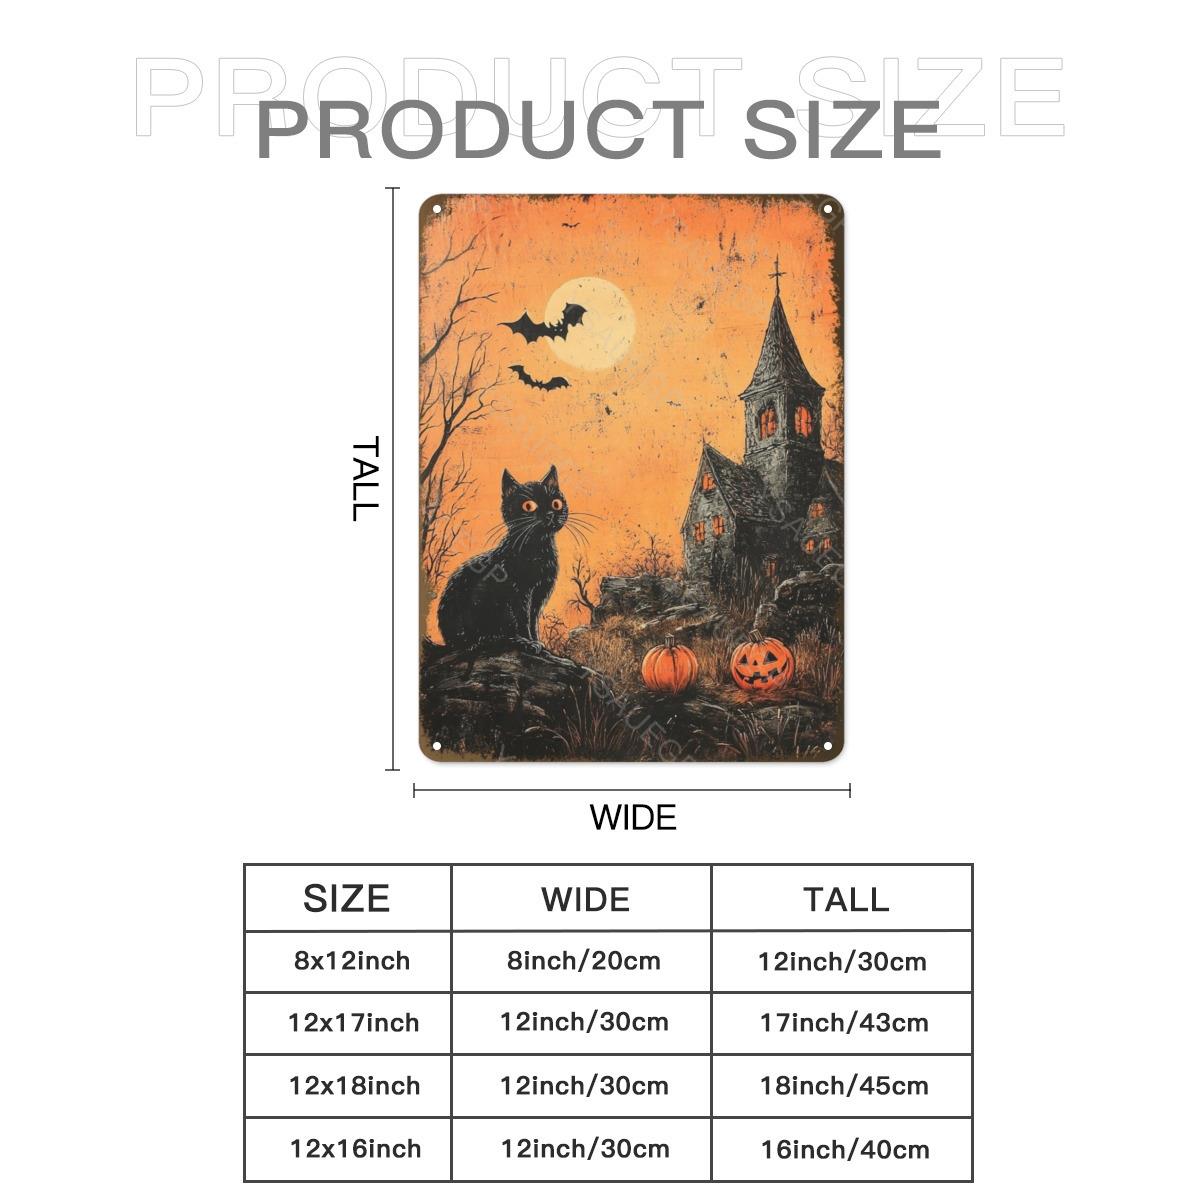 PRODUCT SIZE
PRODUCT SIZE
TALL
WIDE
SIZE WIDE TALL
8x12inch 8inch/20cm 12inch/30cm
12x17inch 12inch/30cm 17inch/43cm
12x18inch 12inch/30cm 18inch/45cm
12x16inch 12inch/30cm 16inch/40cm